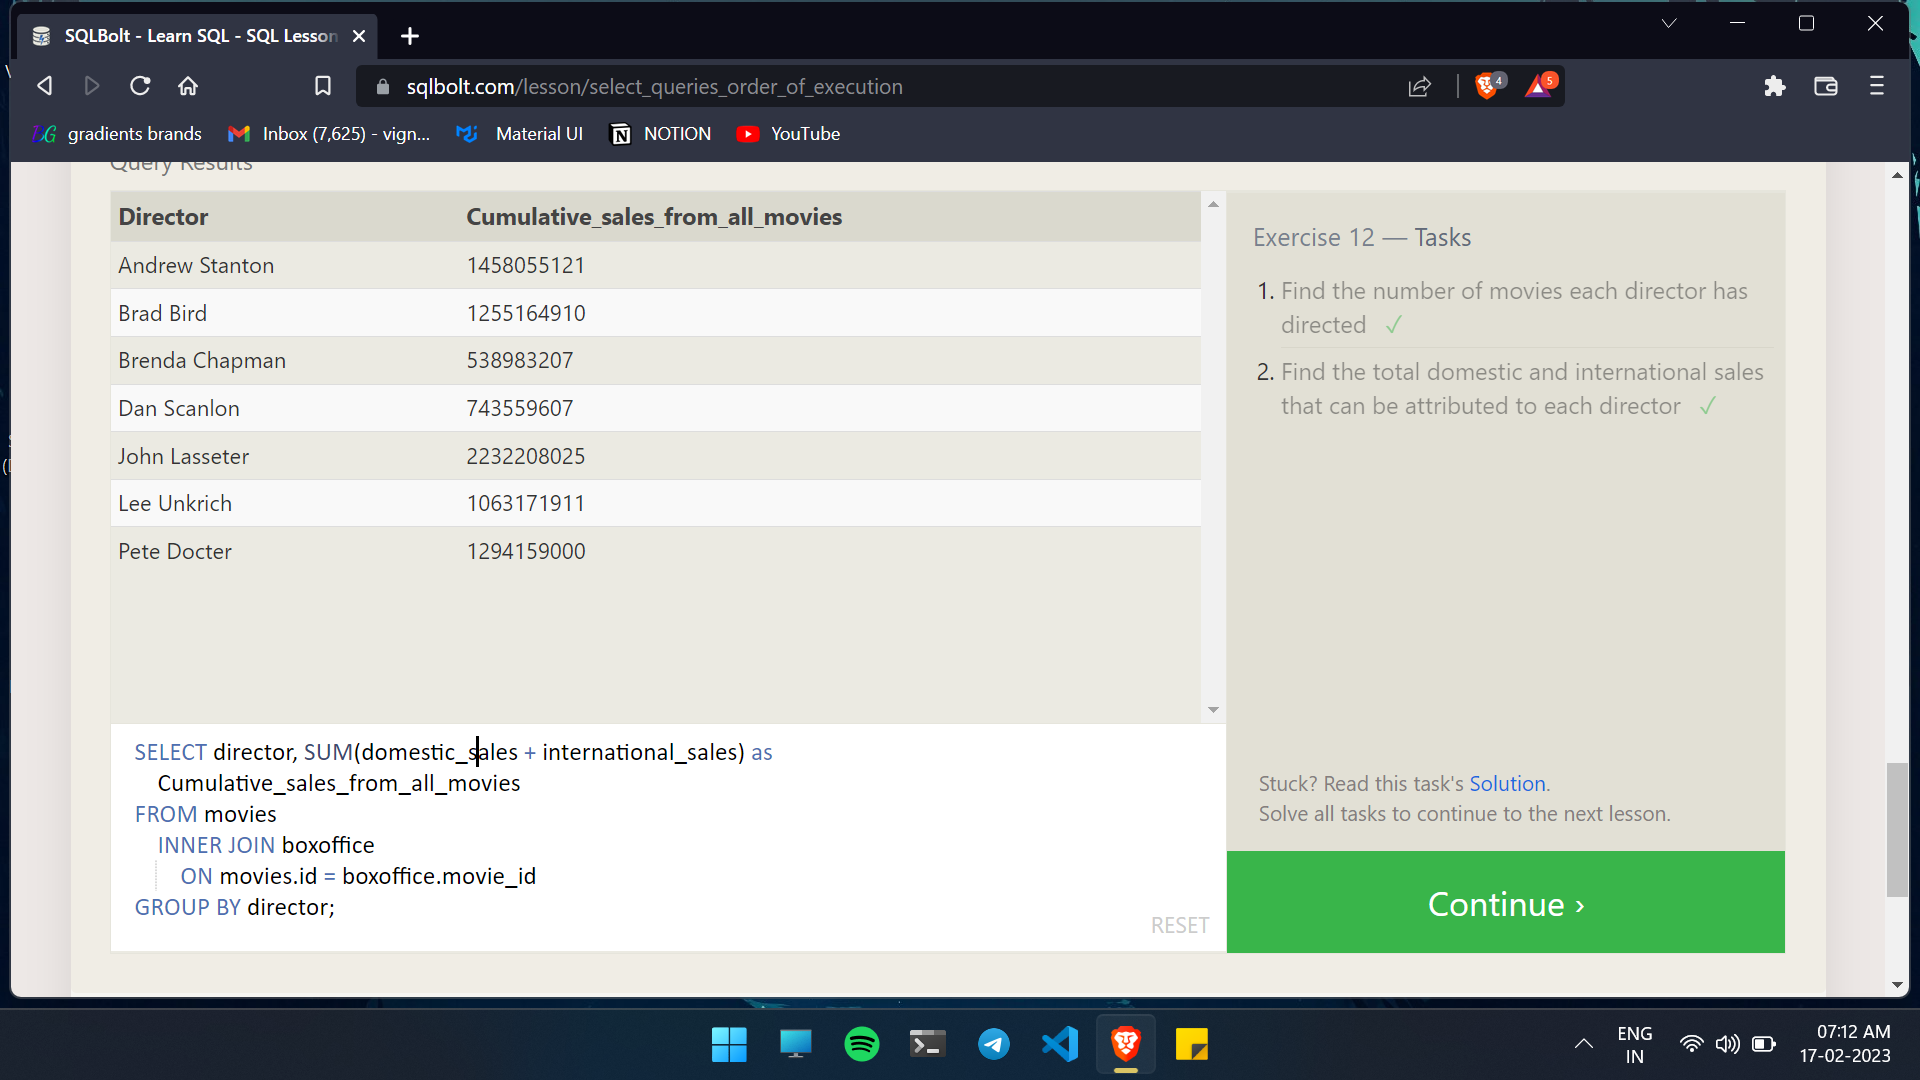 SQLBolt - Learn SQL - SQL Lesson
sqlbolt.com/lesson/select_queries_order_of_execution
4
5
gradients brands
Inbox (7,625) - vign...
Material UI
NOTION
YouTube
Query Results
Director Cumulative_sales_from_all_movies
Andrew Stanton 1458055121
Brad Bird 1255164910
Brenda Chapman 538983207
Dan Scanlon 743559607
John Lasseter 2232208025
Lee Unkrich 1063171911
Pete Docter 1294159000
Exercise 12 — Tasks
1. Find the number of movies each director has
directed ✓
2. Find the total domestic and international sales
that can be attributed to each director ✓
SELECT director, SUM(domestic_sales + international_sales) as
Cumulative_sales_from_all_movies
FROM movies
INNER JOIN boxoffice
ON movies.id = boxoffice.movie_id
GROUP BY director;
RESET
Stuck? Read this task's Solution.
Solve all tasks to continue to the next lesson.
Continue ›
ENG
IN
07:12 AM
17-02-2023